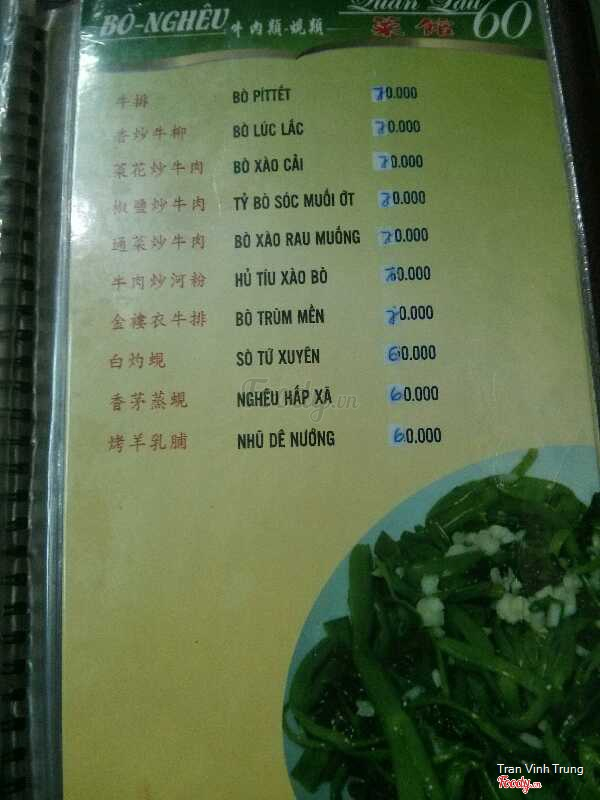 BO-NGHÊU 牛肉類-蜆類 Quán Lẩu
菜館 60
牛排 BÒ PÍTTẾT 70.000
香炒牛柳 BÒ LÚC LẮC 70.000
菜花炒牛肉 BÒ XÀO CẢI 70.000
椒鹽炒牛肉 TỶ BÒ SÓC MUỐI ỚT 70.000
通菜炒牛肉 BÒ XÀO RAU MUỐNG 70.000
牛肉炒河粉 HỦ TÍU XÀO BÒ 70.000
金褸衣牛排 BÒ TRÙM MỀN 70.000
白灼蜆 SÒ TỨ XUYÊN 60.000
香茅蒸蜆 NGHÊU HẤP XÃ 60.000
烤羊乳脯 NHŨ DÊ NƯỚNG 60.000
Foody.vn
Tran Vinh Trung
Foody.vn